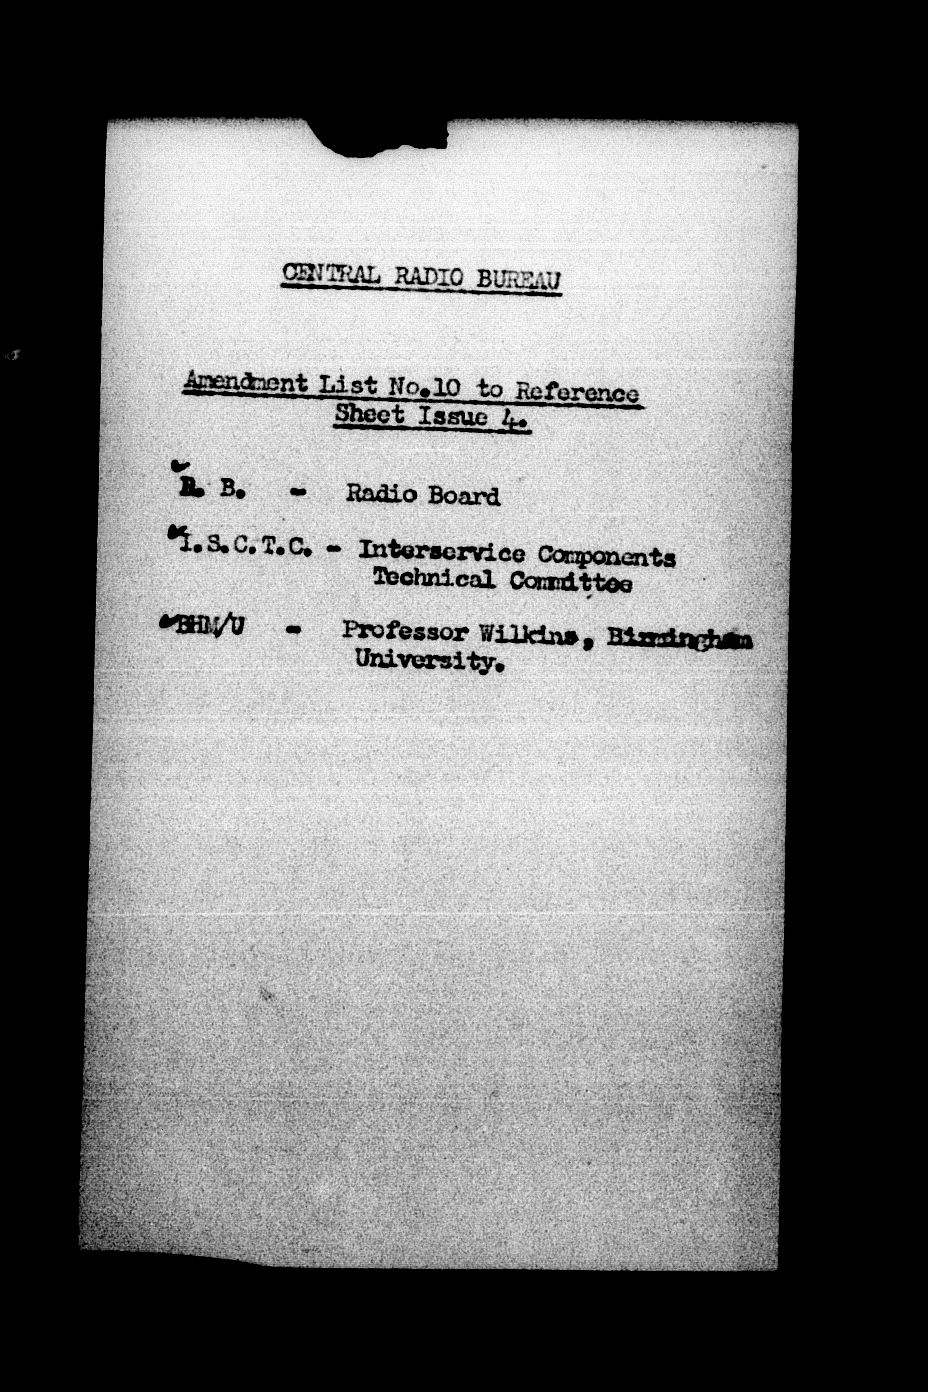 CENTRAL RADIO BUREAU
Amendment List No.10 to Reference
Sheet Issue 4.
R. B. - Radio Board
I.S.C.T.C. - Interservice Components
Technical Committee
BHM/U - Professor Wilkins, Birmingham
University.